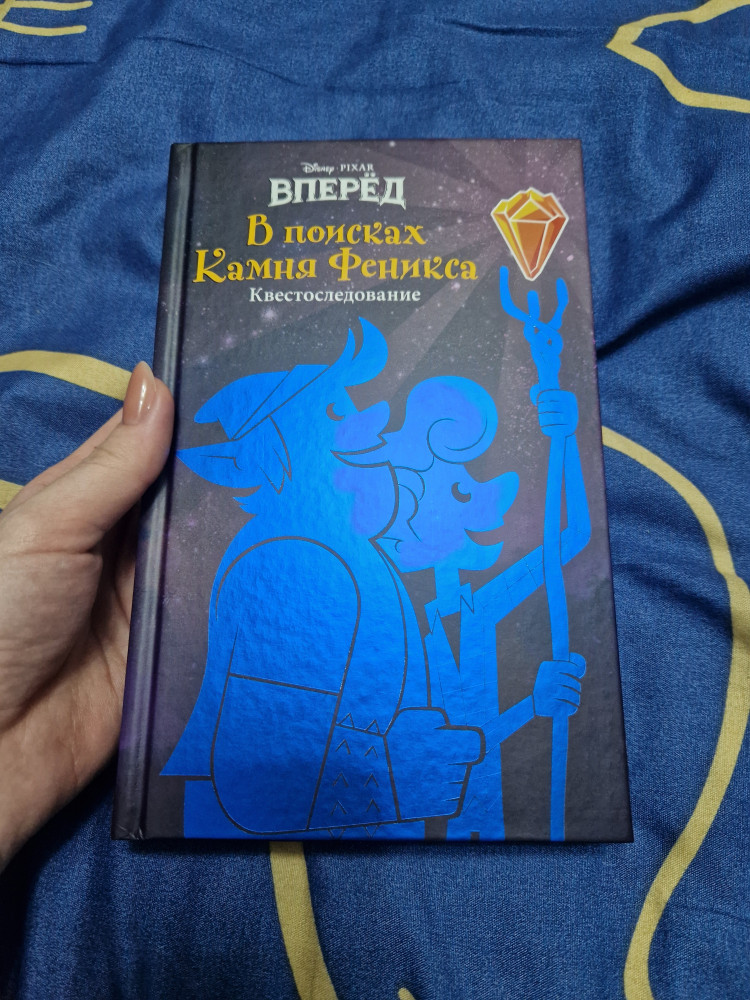 Disney · PIXAR
ВПЕРЁД
В поисках
Камня Феникса
Квестоследование